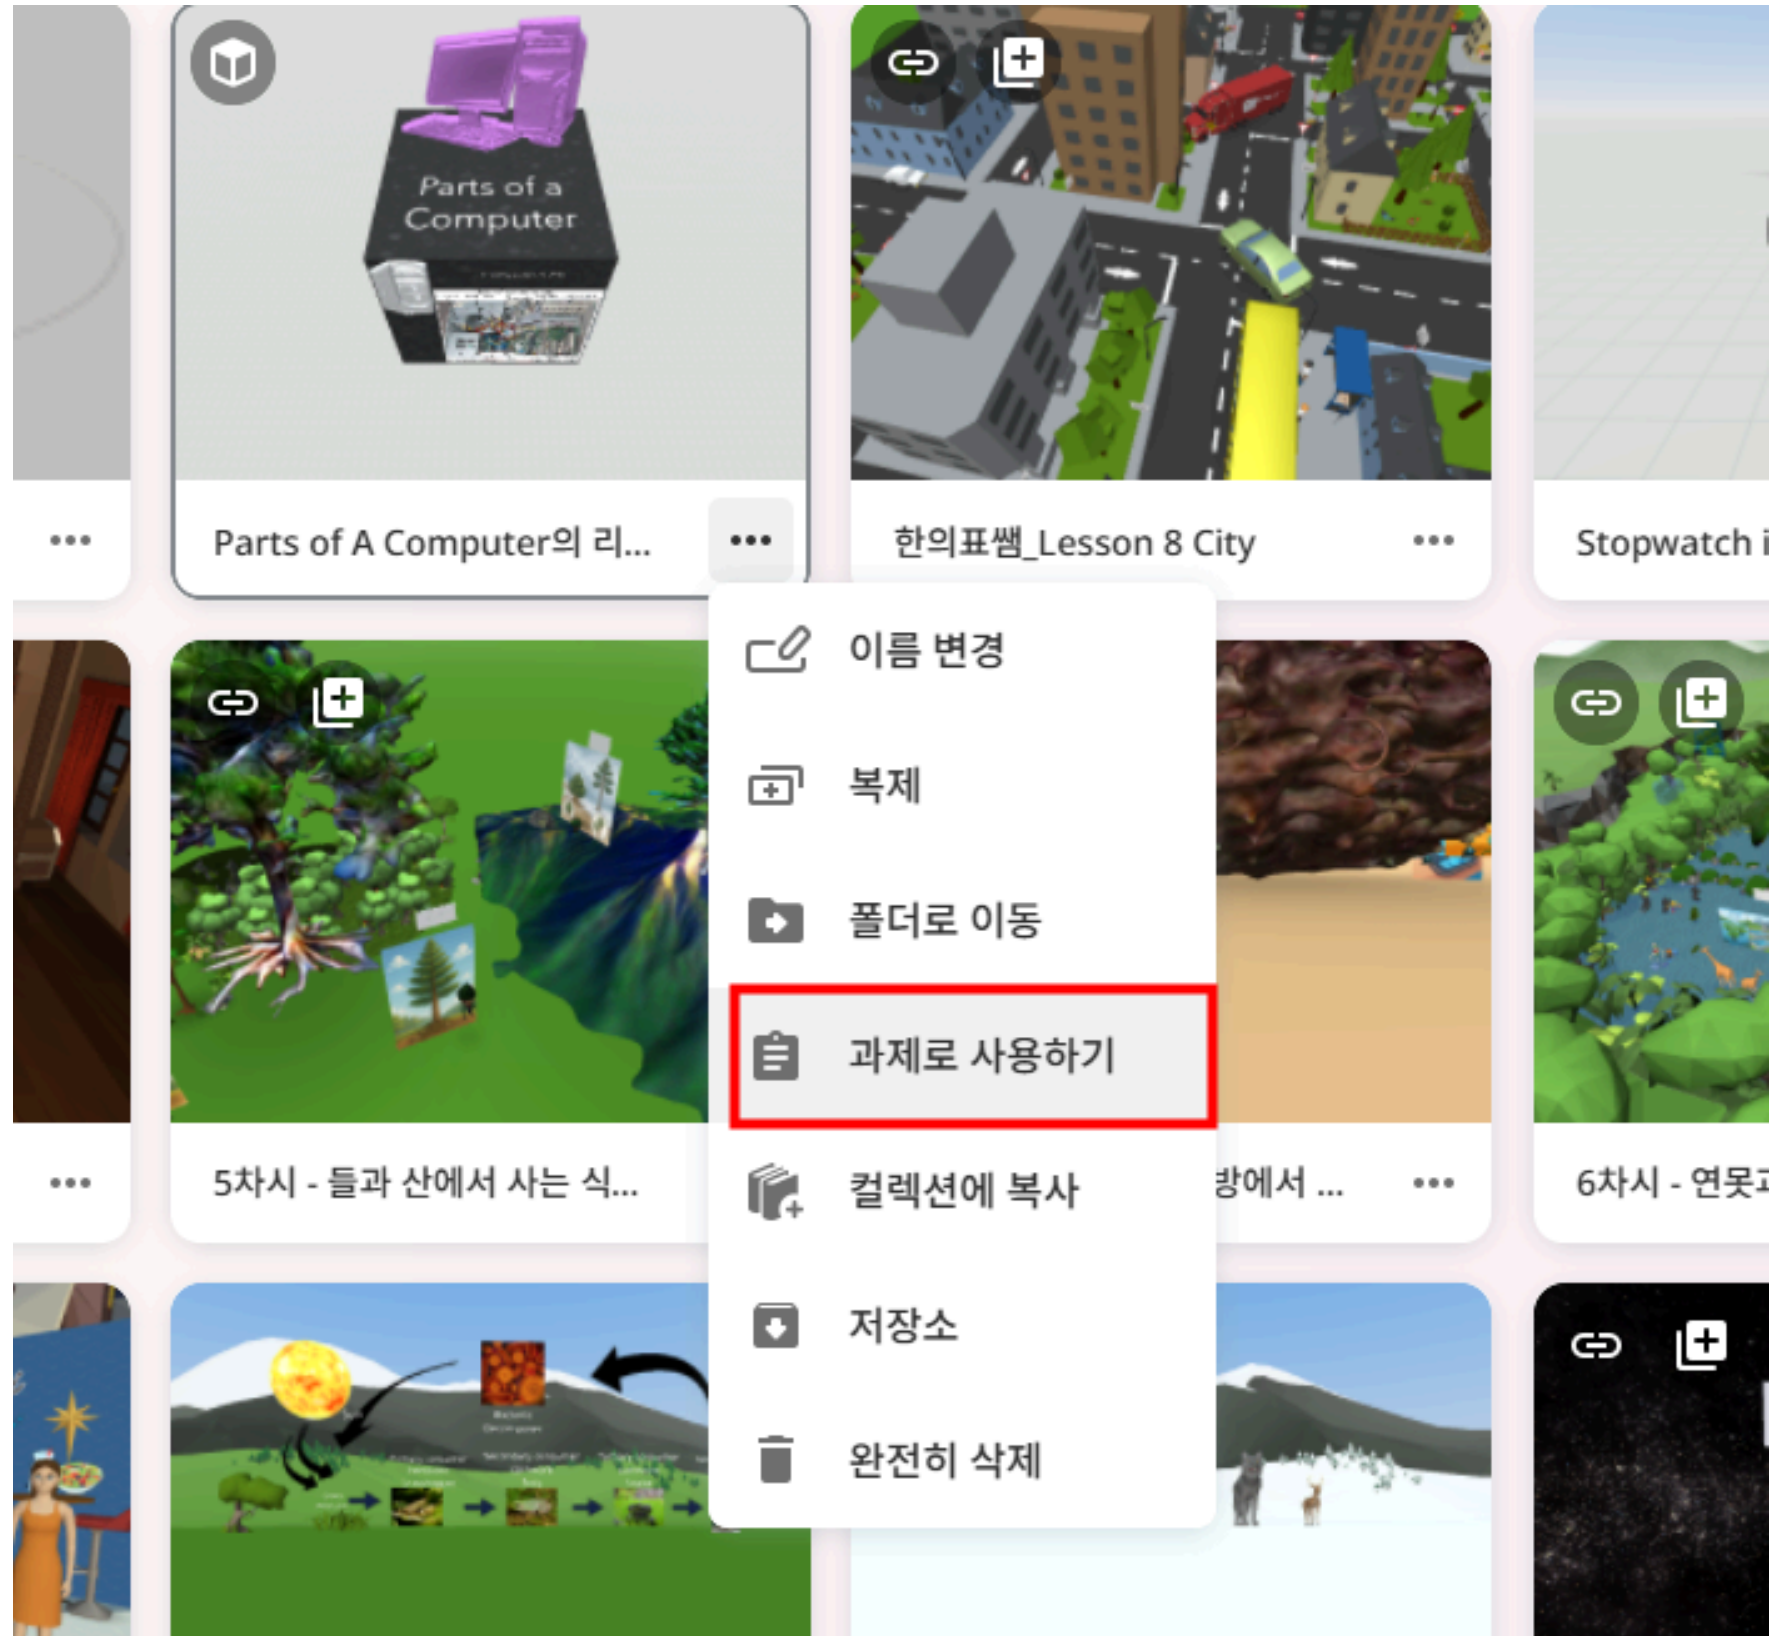 Parts of a
Computer
Parts of A Computer의 리...
한의표쌤_Lesson 8 City
Stopwatch i
이름 변경
복제
폴더로 이동
과제로 사용하기
컬렉션에 복사
저장소
완전히 삭제
5차시 - 들과 산에서 사는 식...
방에서 ...
6차시 - 연못과